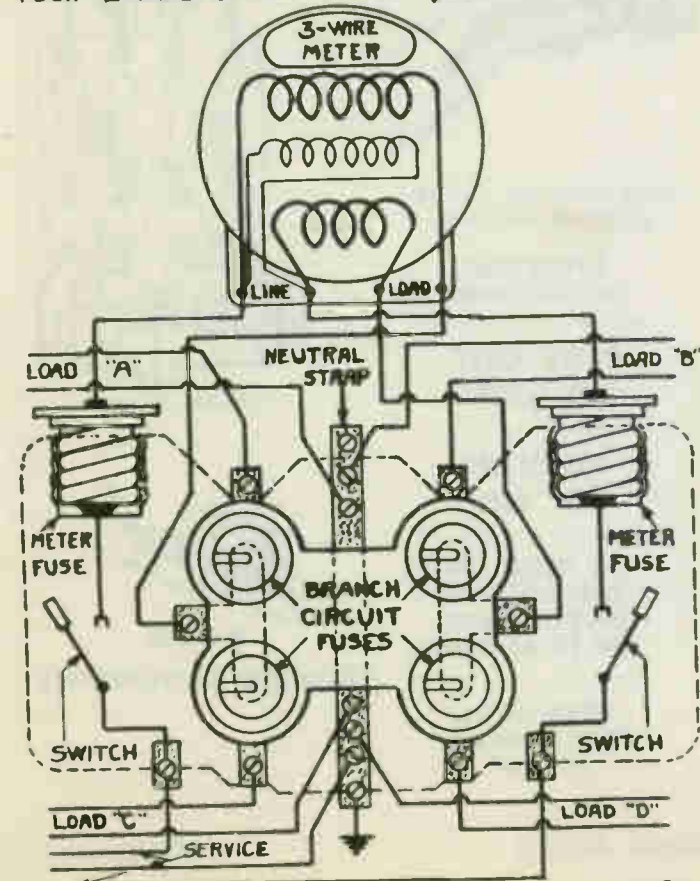 3-WIRE
METER
LINE
LOAD
LOAD "A"
NEUTRAL
STRAP
LOAD "B"
METER
FUSE
METER
FUSE
BRANCH
CIRCUIT
FUSES
SWITCH
SWITCH
LOAD "C"
LOAD "D"
SERVICE